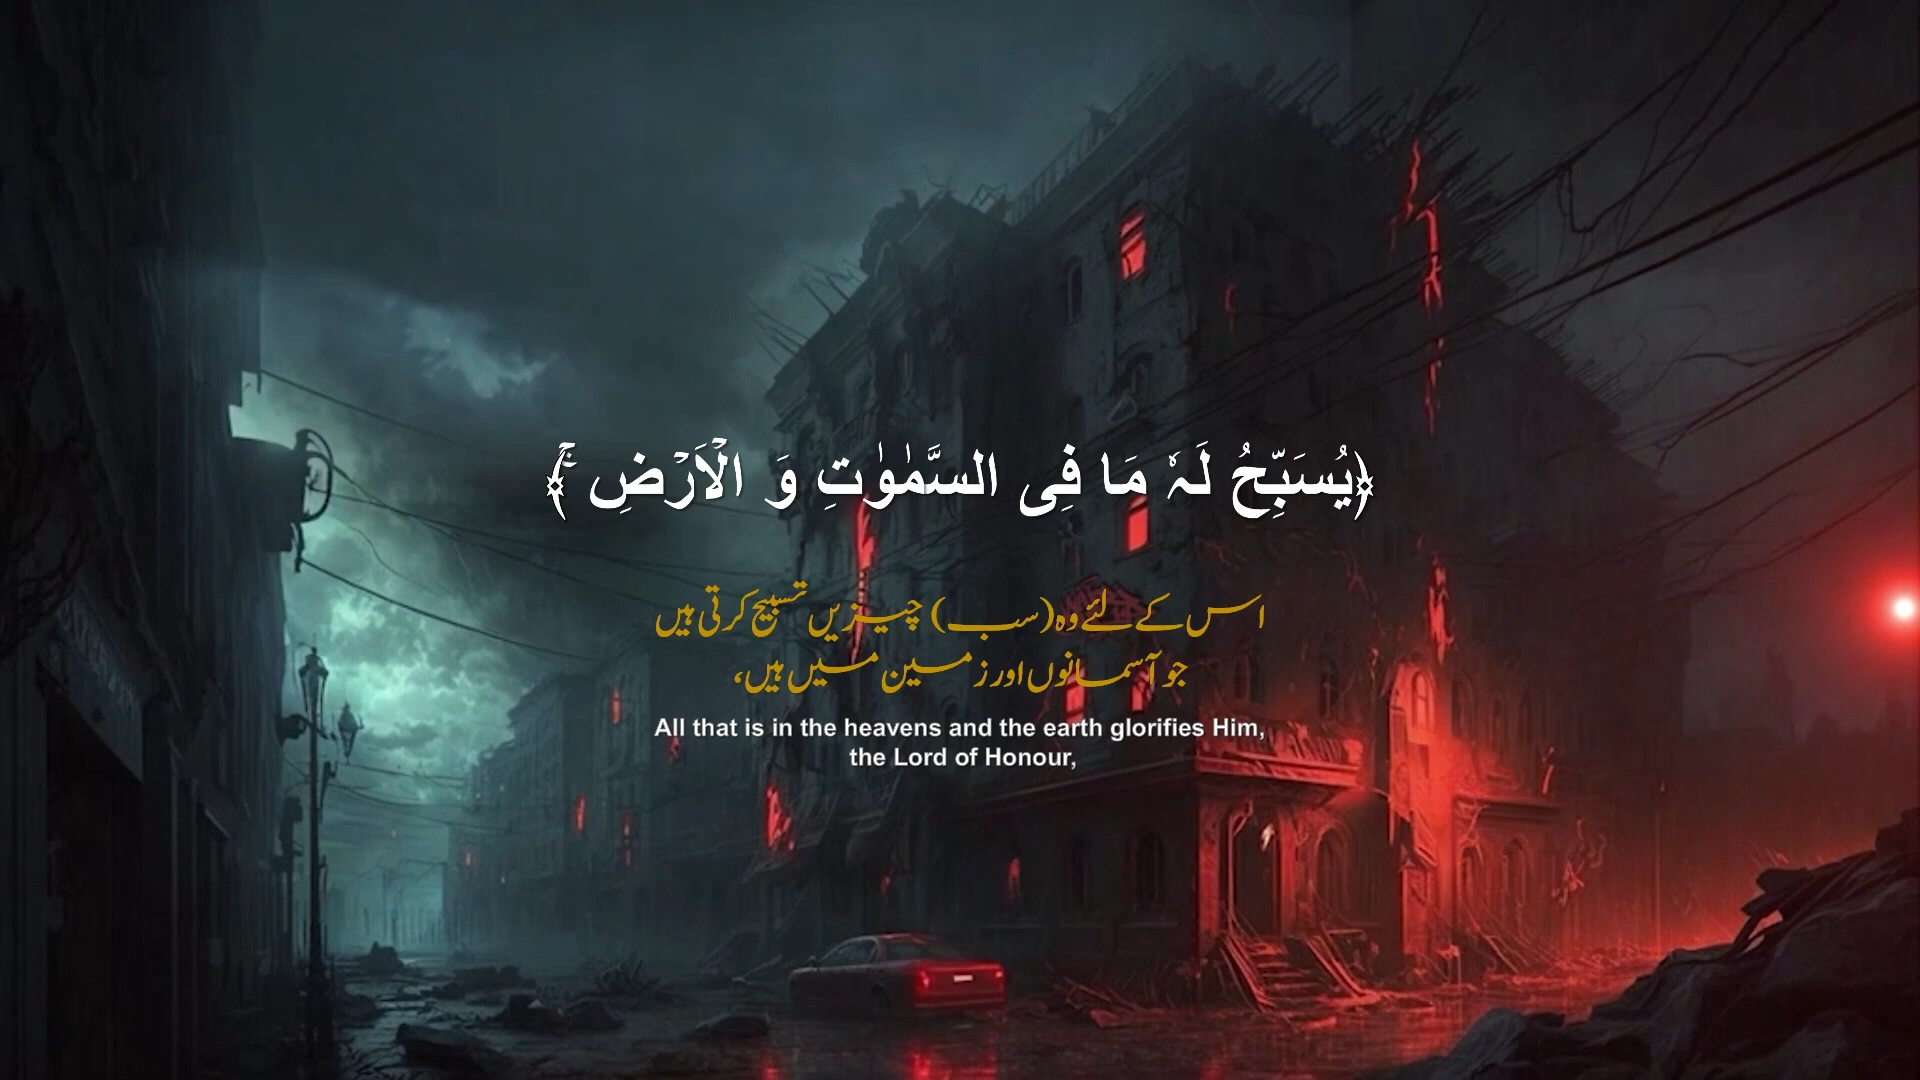 ﴿یُسَبِّحُ لَہٗ مَا فِی السَّمٰوٰتِ وَ الۡاَرۡضِ ۚ﴾
اس کے لئے وہ (سب) چیزیں تسبیح کرتی ہیں
جو آسمانوں اور زمین میں ہیں،
All that is in the heavens and the earth glorifies Him,
the Lord of Honour,